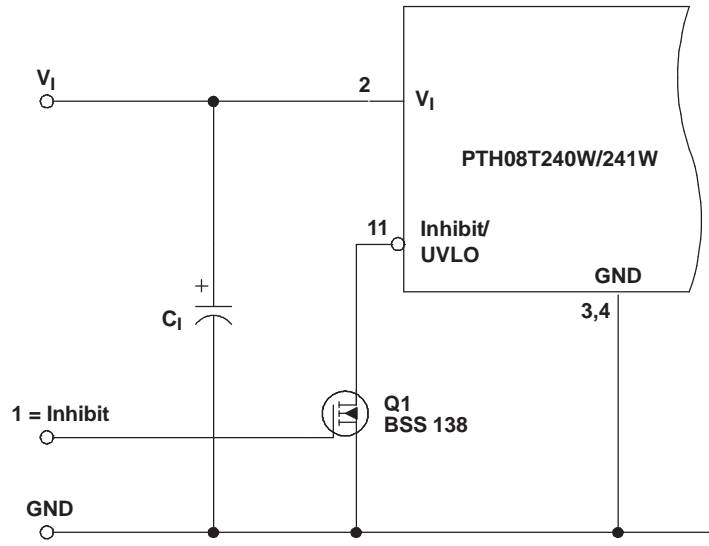 V_I
2
V_I
PTH08T240W/241W
11
Inhibit/
UVLO
GND
+
C_I
3,4
1 = Inhibit
Q1
BSS 138
GND